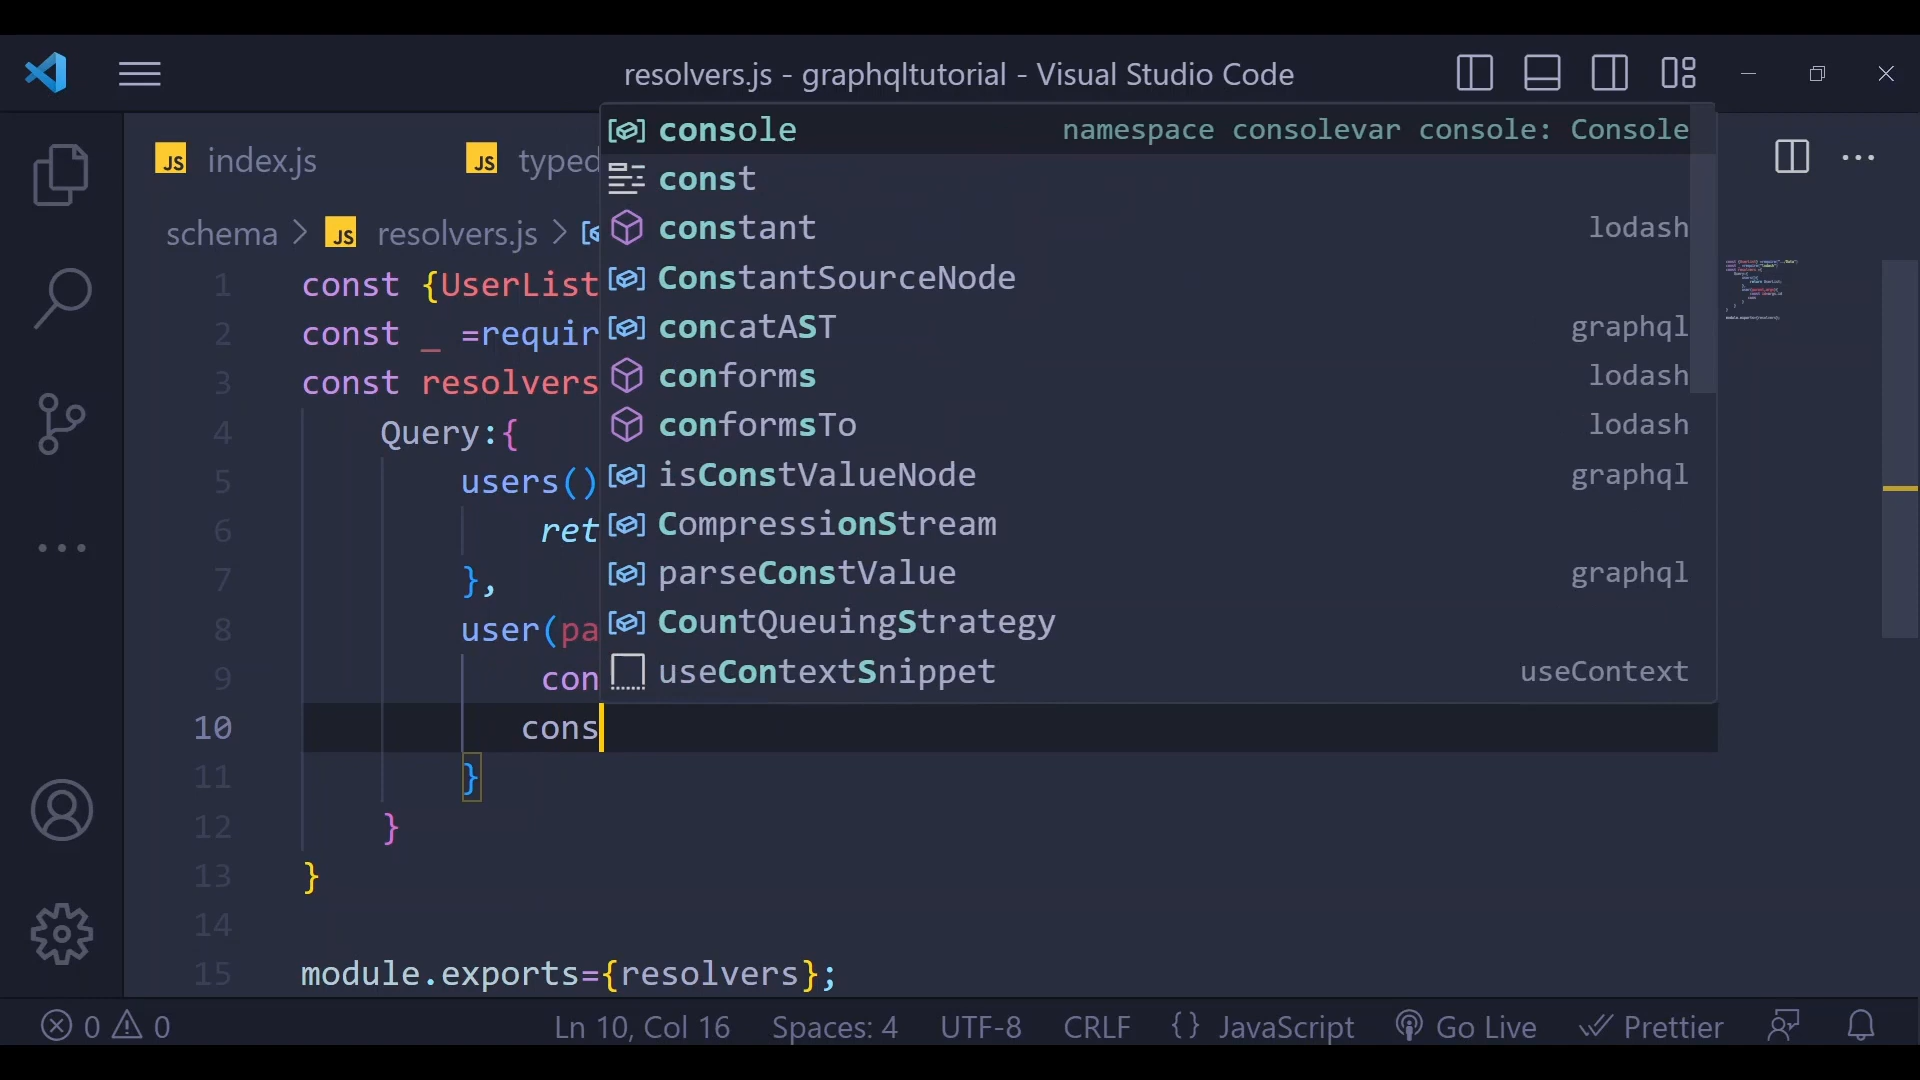 resolvers.js - graphqltutorial - Visual Studio Code
JS index.js
JS typed
schema > JS resolvers.js >
console namespace consolevar console: Console
const
constant lodash
ConstantSourceNode
concatAST graphql
conforms lodash
conformsTo lodash
isConstValueNode graphql
CompressionStream
parseConstValue graphql
CountQueuingStrategy
useContextSnippet useContext
1 const {UserList
2 const _ =requir
3 const resolvers
4 Query:{
5 users()
6 ret
7 },
8 user(pa
9 con
10 cons
11 }
12 }
13 }
14
15 module.exports={resolvers};
0 0 Ln 10, Col 16 Spaces: 4 UTF-8 CRLF {} JavaScript Go Live Prettier